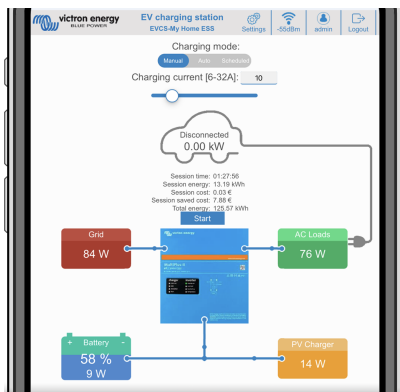 victron energy
BLUE POWER
EV charging station
EVCS-My Home ESS
Settings
-55dBm
admin
Logout
Charging mode:
Manual Auto Scheduled
Charging current [6-32A]: 10
Disconnected
0.00 kW
Session time: 01:27:56
Session energy: 13.19 kWh
Session cost: 0.03 €
Session saved cost: 7.88 €
Total energy: 125.57 kWh
Start
Grid
84 W
victron energy
AC Loads
76 W
+ Battery -
58 %
9 W
PV Charger
14 W